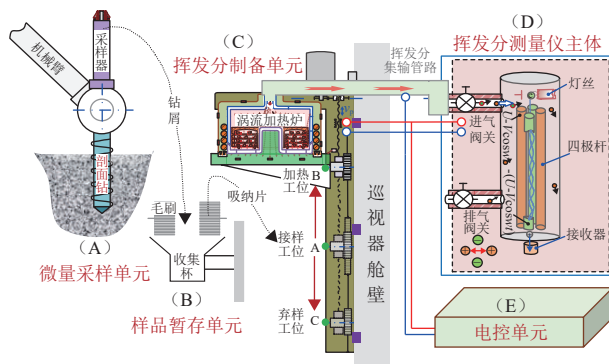 采样器
机械臂
钻屑
剖面钻
(A)
微量采样单元
毛刷
吸纳片
收集
杯
(B)
样品暂存单元
(C)
挥发分制备单元
涡流加热炉
加热 B
工位
接样 A
工位
弃样 C
工位
挥发分
集输管路
巡视器舱壁
(D)
挥发分测量仪主体
灯丝
进气
阀关
四极杆
U-Vcoswt
-(U-Vcoswt)
排气
阀关
接收器
(E)
电控单元